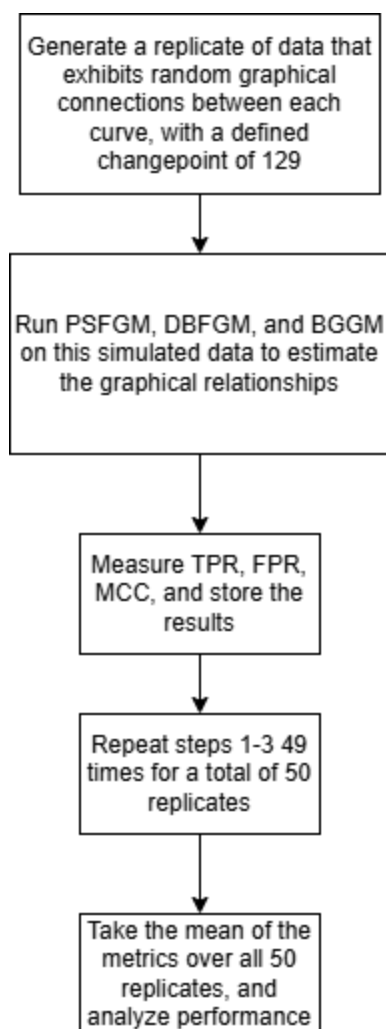 Generate a replicate of data that
exhibits random graphical
connections between each
curve, with a defined
changepoint of 129
Run PSFGM, DBFGM, and BGGM
on this simulated data to estimate
the graphical relationships
Measure TPR, FPR,
MCC, and store the
results
Repeat steps 1-3 49
times for a total of 50
replicates
Take the mean of the
metrics over all 50
replicates, and
analyze performance